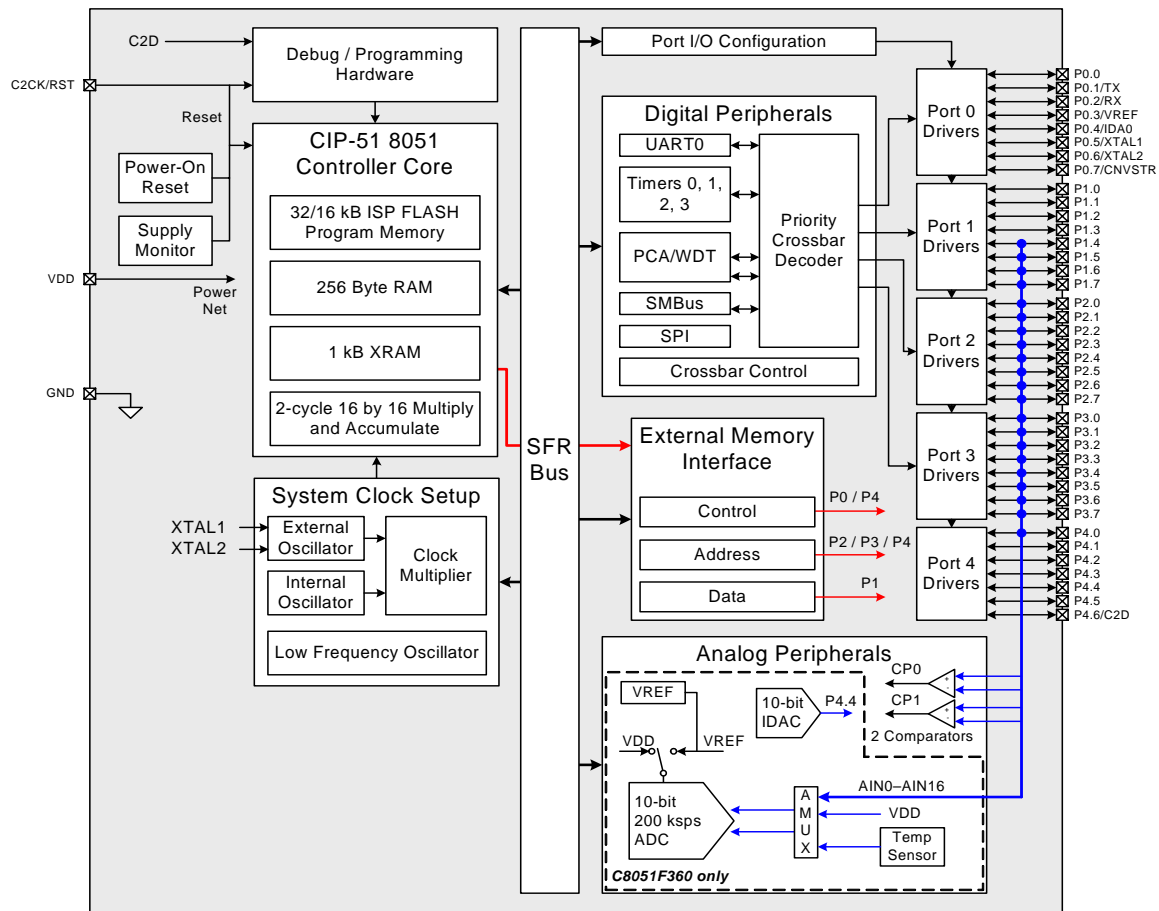 C2D
C2CK/RST
Debug / Programming
Hardware
Reset
Power-On
Reset
Supply
Monitor
VDD
Power
Net
GND
CIP-51 8051
Controller Core
32/16 kB ISP FLASH
Program Memory
256 Byte RAM
1 kB XRAM
2-cycle 16 by 16 Multiply
and Accumulate
System Clock Setup
XTAL1
XTAL2
External
Oscillator
Internal
Oscillator
Clock
Multiplier
Low Frequency Oscillator
SFR
Bus
Port I/O Configuration
Digital Peripherals
UART0
Timers 0, 1,
2, 3
PCA/WDT
SMBus
SPI
Priority
Crossbar
Decoder
Crossbar Control
External Memory
Interface
Control
Address
Data
P0 / P4
P2 / P3 / P4
P1
Port 0
Drivers
Port 1
Drivers
Port 2
Drivers
Port 3
Drivers
Port 4
Drivers
P0.0
P0.1/TX
P0.2/RX
P0.3/VREF
P0.4/IDA0
P0.5/XTAL1
P0.6/XTAL2
P0.7/CNVSTR
P1.0
P1.1
P1.2
P1.3
P1.4
P1.5
P1.6
P1.7
P2.0
P2.1
P2.2
P2.3
P2.4
P2.5
P2.6
P2.7
P3.0
P3.1
P3.2
P3.3
P3.4
P3.5
P3.6
P3.7
P4.0
P4.1
P4.2
P4.3
P4.4
P4.5
P4.6/C2D
Analog Peripherals
VREF
VDD
VREF
10-bit
IDAC
P4.4
CP0
+
-
CP1
+
-
2 Comparators
10-bit
200 ksps
ADC
A
M
U
X
AIN0–AIN16
VDD
Temp
Sensor
C8051F360 only